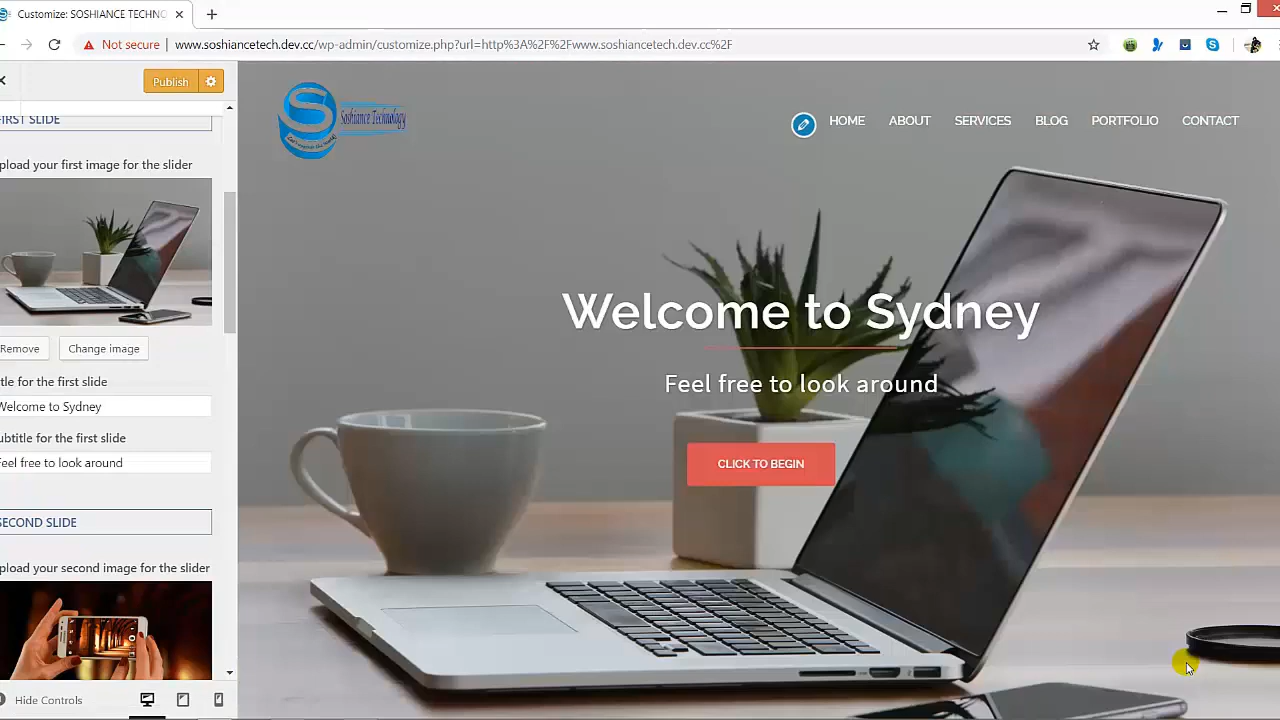 Customize: SOSHIANCE TECHNO
Not secure
www.soshiancetech.dev.cc/wp-admin/customize.php?url=http%3A%2F%2Fwww.soshiancetech.dev.cc%2F
Publish
Soshiance Technology
HOME
ABOUT
SERVICES
BLOG
PORTFOLIO
CONTACT
FIRST SLIDE
pload your first image for the slider
Remove
Change image
tle for the first slide
Welcome to Sydney
ubtitle for the first slide
Feel free to look around
SECOND SLIDE
pload your second image for the slider
Hide Controls
Welcome to Sydney
Feel free to look around
CLICK TO BEGIN